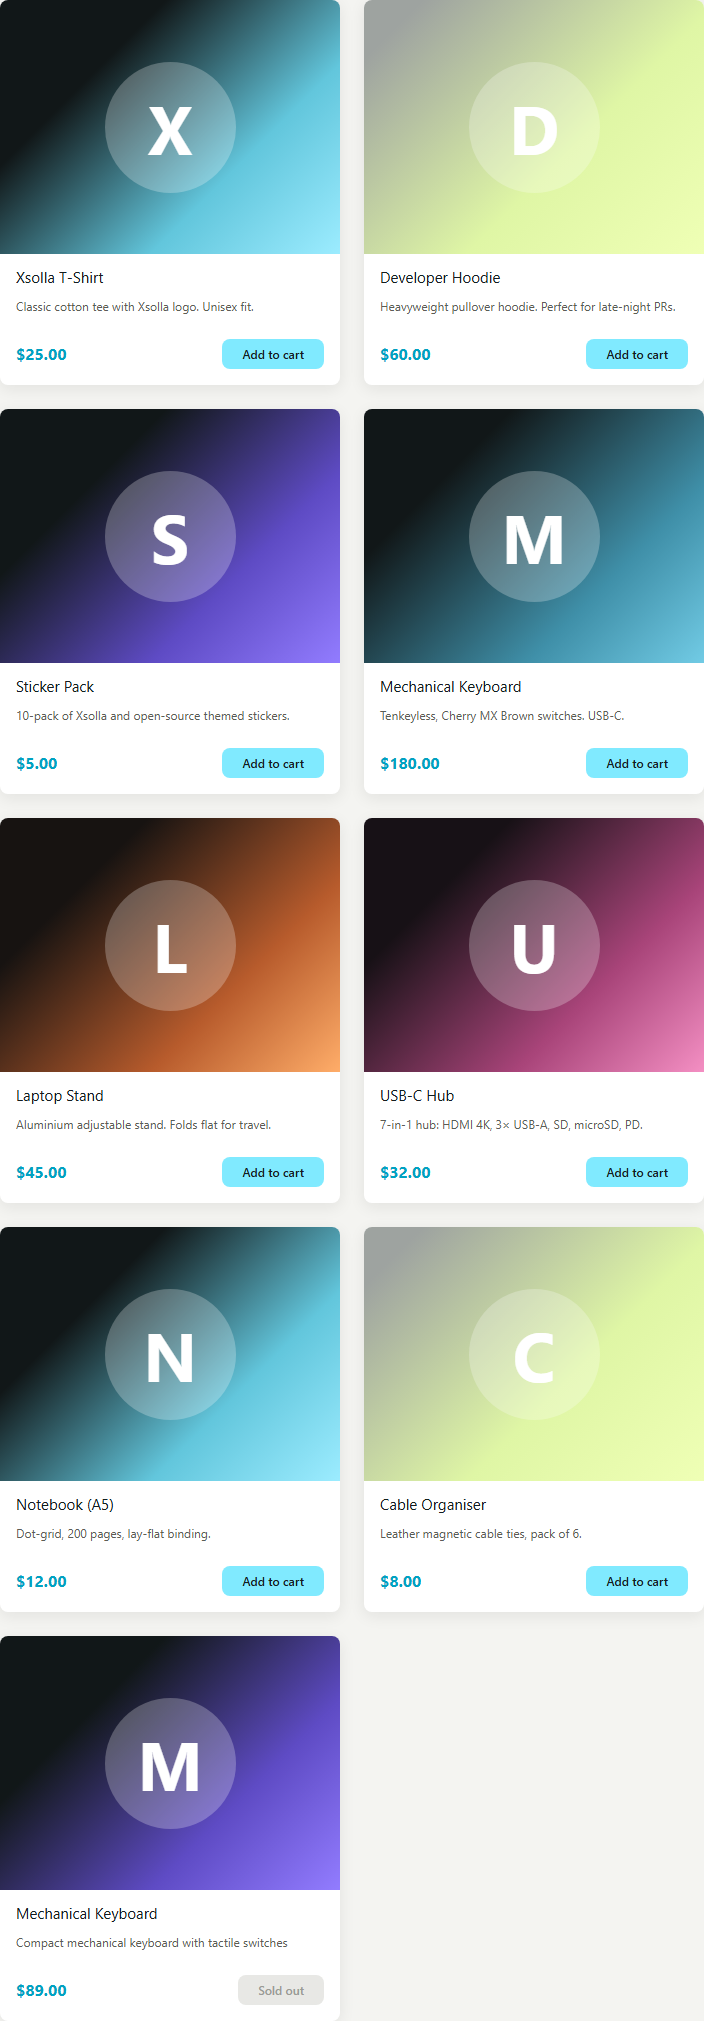 X
Xsolla T-Shirt
Classic cotton tee with Xsolla logo. Unisex fit.
$25.00
Add to cart
D
Developer Hoodie
Heavyweight pullover hoodie. Perfect for late-night PRs.
$60.00
Add to cart
S
Sticker Pack
10-pack of Xsolla and open-source themed stickers.
$5.00
Add to cart
M
Mechanical Keyboard
Tenkeyless, Cherry MX Brown switches. USB-C.
$180.00
Add to cart
L
Laptop Stand
Aluminium adjustable stand. Folds flat for travel.
$45.00
Add to cart
U
USB-C Hub
7-in-1 hub: HDMI 4K, 3× USB-A, SD, microSD, PD.
$32.00
Add to cart
N
Notebook (A5)
Dot-grid, 200 pages, lay-flat binding.
$12.00
Add to cart
C
Cable Organiser
Leather magnetic cable ties, pack of 6.
$8.00
Add to cart
M
Mechanical Keyboard
Compact mechanical keyboard with tactile switches
$89.00
Sold out